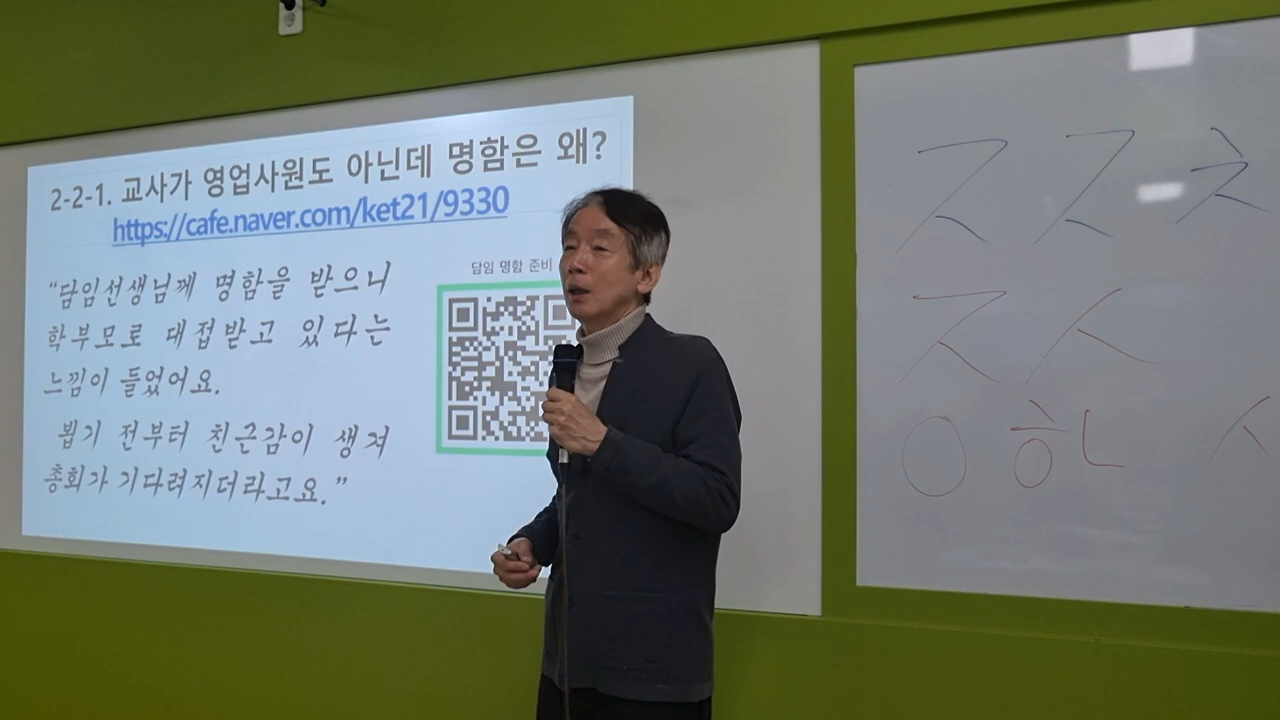 2-2-1. 교사가 영업사원도 아닌데 명함은 왜?
https://cafe.naver.com/ket21/9330
“담임선생님께 명함을 받으니
학부모로 대접받고 있다는
느낌이 들었어요.
뵙기 전부터 친근감이 생겨
총회가 기다려지더라고요.”
담임 명함 준비
ㅈ ㅈ ㅊ
ㅈ ㅅ
ㅇ ㅎ ㄴ ㅅ